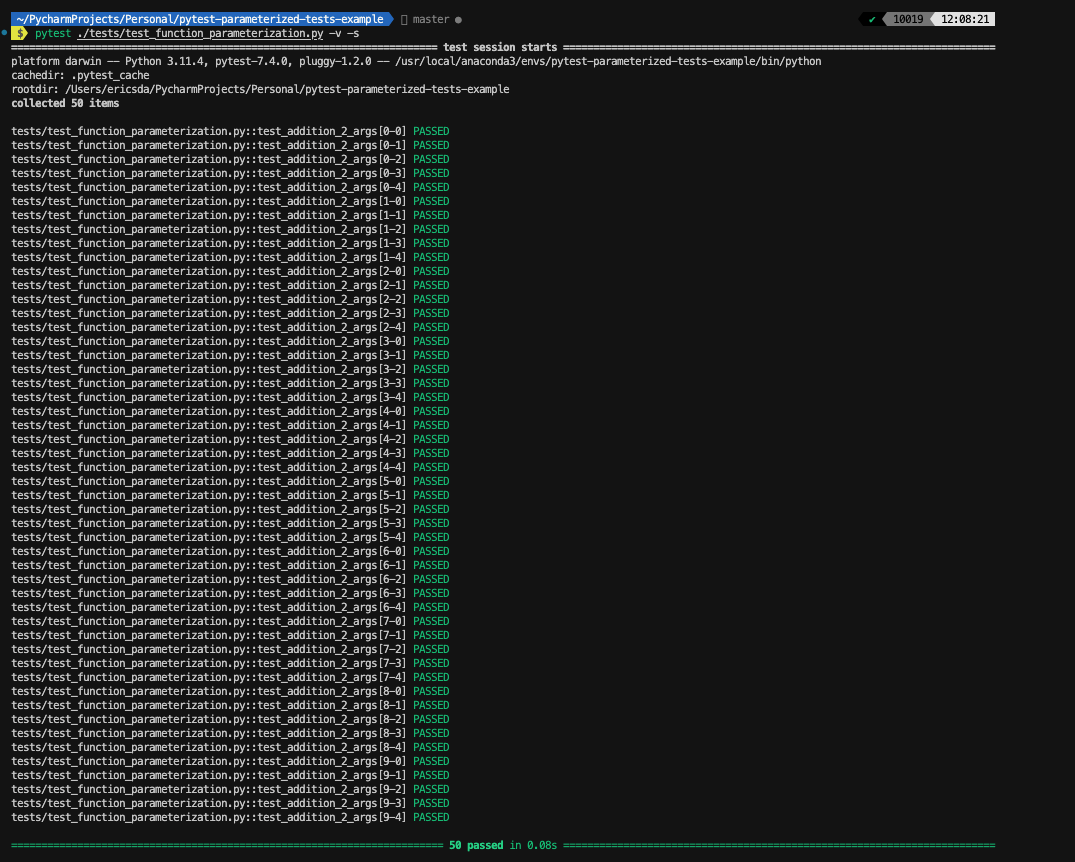 ~/PycharmProjects/Personal/pytest-parameterized-tests-example master ● ✔ 10019 12:08:21
$ pytest ./tests/test_function_parameterization.py -v -s
============================================================ test session starts ============================================================
platform darwin -- Python 3.11.4, pytest-7.4.0, pluggy-1.2.0 -- /usr/local/anaconda3/envs/pytest-parameterized-tests-example/bin/python
cachedir: .pytest_cache
rootdir: /Users/ericsda/PycharmProjects/Personal/pytest-parameterized-tests-example
collected 50 items
tests/test_function_parameterization.py::test_addition_2_args[0-0] PASSED
tests/test_function_parameterization.py::test_addition_2_args[0-1] PASSED
tests/test_function_parameterization.py::test_addition_2_args[0-2] PASSED
tests/test_function_parameterization.py::test_addition_2_args[0-3] PASSED
tests/test_function_parameterization.py::test_addition_2_args[0-4] PASSED
tests/test_function_parameterization.py::test_addition_2_args[1-0] PASSED
tests/test_function_parameterization.py::test_addition_2_args[1-1] PASSED
tests/test_function_parameterization.py::test_addition_2_args[1-2] PASSED
tests/test_function_parameterization.py::test_addition_2_args[1-3] PASSED
tests/test_function_parameterization.py::test_addition_2_args[1-4] PASSED
tests/test_function_parameterization.py::test_addition_2_args[2-0] PASSED
tests/test_function_parameterization.py::test_addition_2_args[2-1] PASSED
tests/test_function_parameterization.py::test_addition_2_args[2-2] PASSED
tests/test_function_parameterization.py::test_addition_2_args[2-3] PASSED
tests/test_function_parameterization.py::test_addition_2_args[2-4] PASSED
tests/test_function_parameterization.py::test_addition_2_args[3-0] PASSED
tests/test_function_parameterization.py::test_addition_2_args[3-1] PASSED
tests/test_function_parameterization.py::test_addition_2_args[3-2] PASSED
tests/test_function_parameterization.py::test_addition_2_args[3-3] PASSED
tests/test_function_parameterization.py::test_addition_2_args[3-4] PASSED
tests/test_function_parameterization.py::test_addition_2_args[4-0] PASSED
tests/test_function_parameterization.py::test_addition_2_args[4-1] PASSED
tests/test_function_parameterization.py::test_addition_2_args[4-2] PASSED
tests/test_function_parameterization.py::test_addition_2_args[4-3] PASSED
tests/test_function_parameterization.py::test_addition_2_args[4-4] PASSED
tests/test_function_parameterization.py::test_addition_2_args[5-0] PASSED
tests/test_function_parameterization.py::test_addition_2_args[5-1] PASSED
tests/test_function_parameterization.py::test_addition_2_args[5-2] PASSED
tests/test_function_parameterization.py::test_addition_2_args[5-3] PASSED
tests/test_function_parameterization.py::test_addition_2_args[5-4] PASSED
tests/test_function_parameterization.py::test_addition_2_args[6-0] PASSED
tests/test_function_parameterization.py::test_addition_2_args[6-1] PASSED
tests/test_function_parameterization.py::test_addition_2_args[6-2] PASSED
tests/test_function_parameterization.py::test_addition_2_args[6-3] PASSED
tests/test_function_parameterization.py::test_addition_2_args[6-4] PASSED
tests/test_function_parameterization.py::test_addition_2_args[7-0] PASSED
tests/test_function_parameterization.py::test_addition_2_args[7-1] PASSED
tests/test_function_parameterization.py::test_addition_2_args[7-2] PASSED
tests/test_function_parameterization.py::test_addition_2_args[7-3] PASSED
tests/test_function_parameterization.py::test_addition_2_args[7-4] PASSED
tests/test_function_parameterization.py::test_addition_2_args[8-0] PASSED
tests/test_function_parameterization.py::test_addition_2_args[8-1] PASSED
tests/test_function_parameterization.py::test_addition_2_args[8-2] PASSED
tests/test_function_parameterization.py::test_addition_2_args[8-3] PASSED
tests/test_function_parameterization.py::test_addition_2_args[8-4] PASSED
tests/test_function_parameterization.py::test_addition_2_args[9-0] PASSED
tests/test_function_parameterization.py::test_addition_2_args[9-1] PASSED
tests/test_function_parameterization.py::test_addition_2_args[9-2] PASSED
tests/test_function_parameterization.py::test_addition_2_args[9-3] PASSED
tests/test_function_parameterization.py::test_addition_2_args[9-4] PASSED
============================================================ 50 passed in 0.08s ============================================================